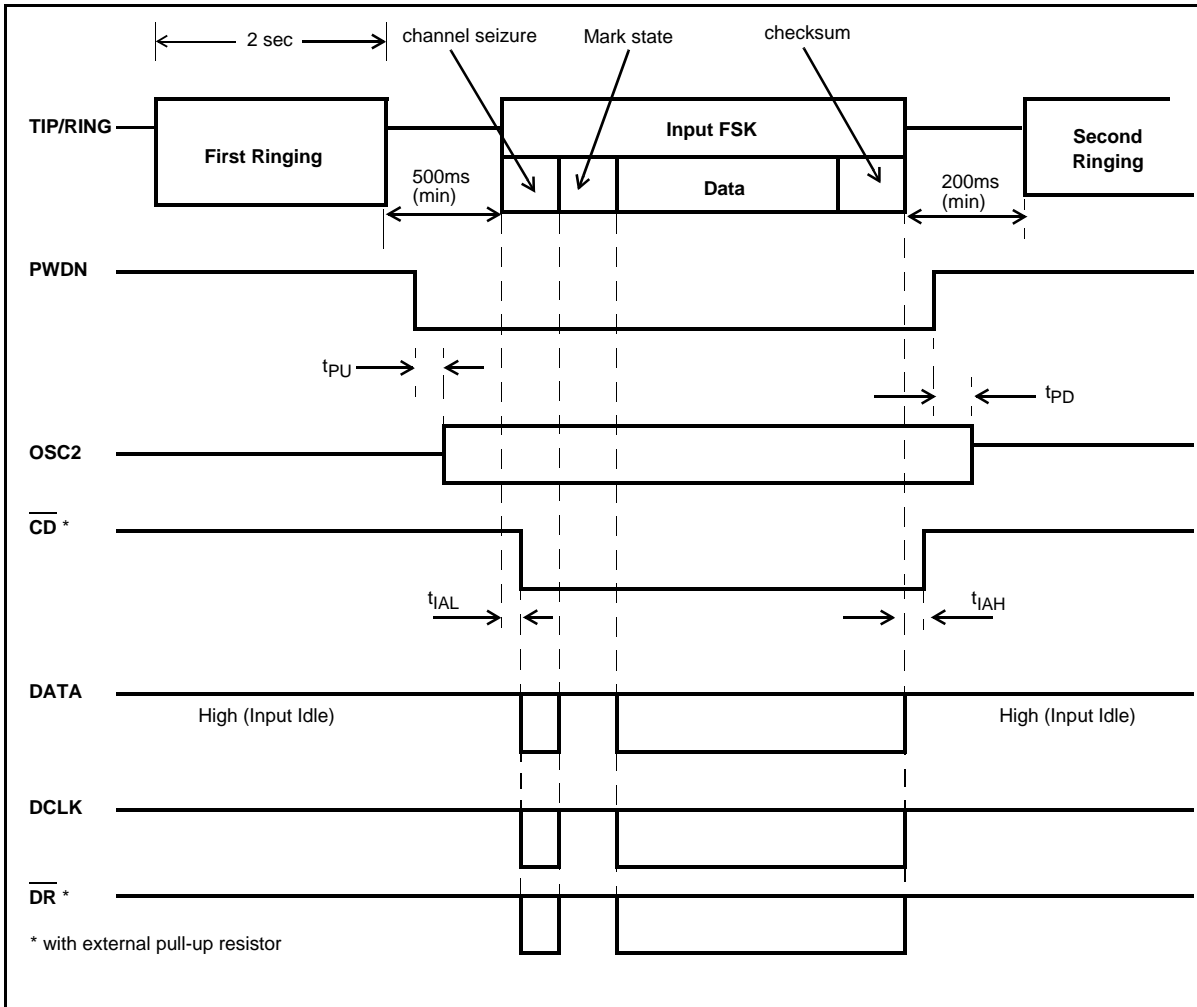 2 sec
channel seizure
Mark state
checksum
TIP/RING
First Ringing
Input FSK
Second
Ringing
500ms
(min)
Data
200ms
(min)
PWDN
tPU
tPD
OSC2
CD *
tIAL
tIAH
DATA
High (Input Idle)
High (Input Idle)
DCLK
DR *
* with external pull-up resistor